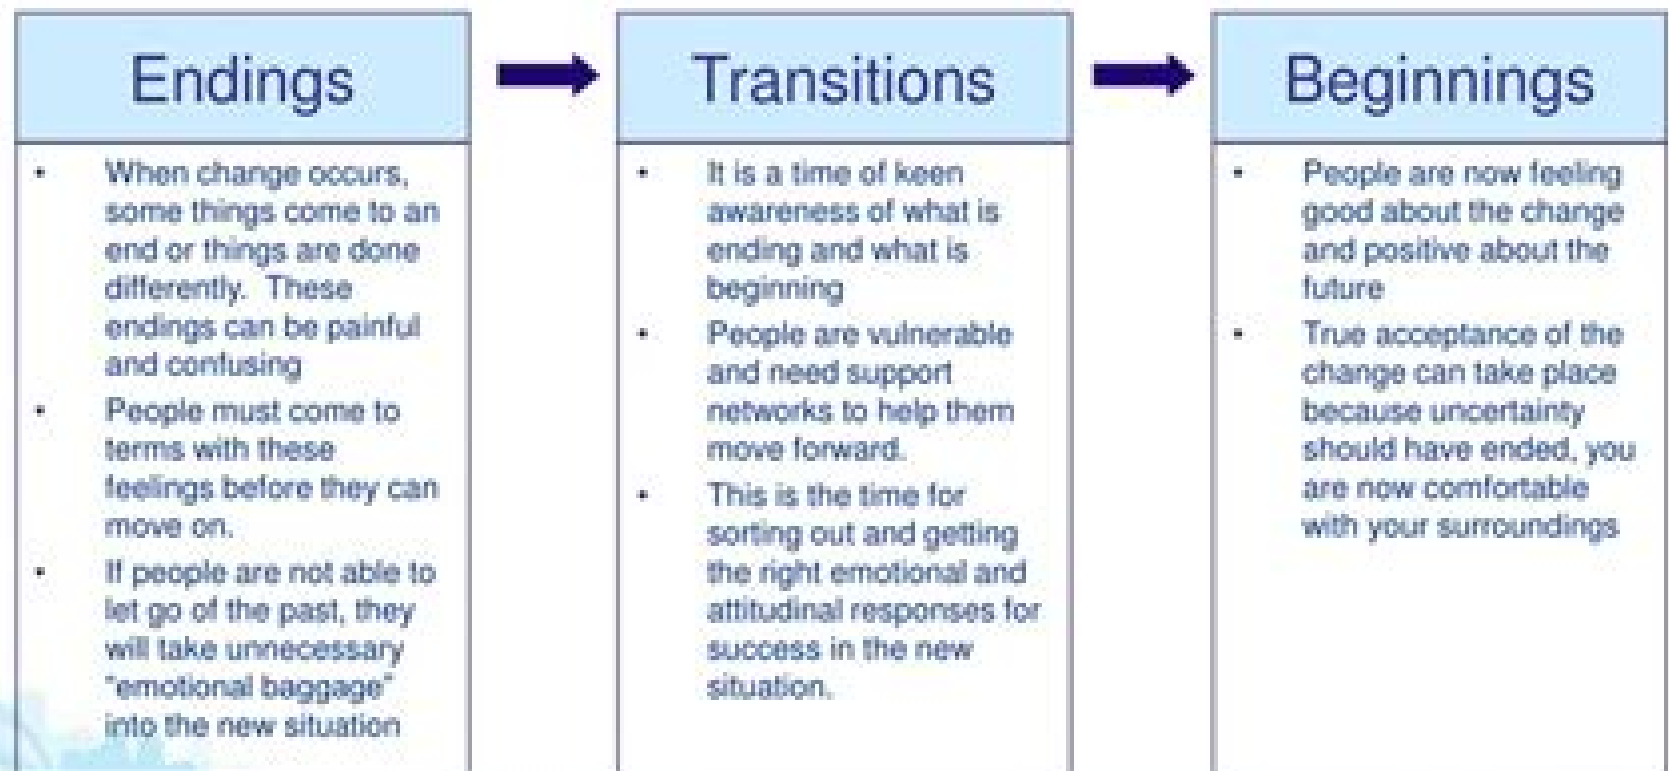 Endings
• When change occurs,
some things come to an
end or things are done
differently. These
endings can be painful
and confusing
• People must come to
terms with these
feelings before they can
move on.
• If people are not able to
let go of the past, they
will take unnecessary
"emotional baggage"
into the new situation
Transitions
• It is a time of keen
awareness of what is
ending and what is
beginning
• People are vulnerable
and need support
networks to help them
move forward.
• This is the time for
sorting out and getting
the right emotional and
attitudinal responses for
success in the new
situation.
Beginnings
• People are now feeling
good about the change
and positive about the
future
• True acceptance of the
change can take place
because uncertainty
should have ended, you
are now comfortable
with your surroundings